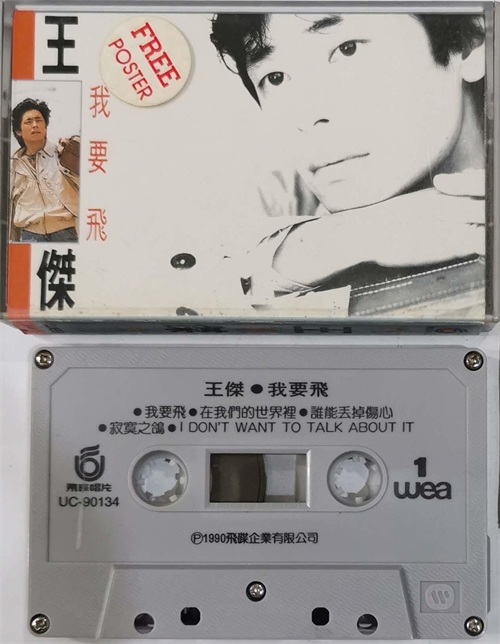 王傑
我要飛
FREE
POSTER
王傑●我要飛
●我要飛●在我們的世界裡●誰能丟掉傷心
●寂寞之鴿●I DON'T WANT TO TALK ABOUT IT
飛碟唱片
UC-90134
1
wea
Ⓟ1990飛碟企業有限公司